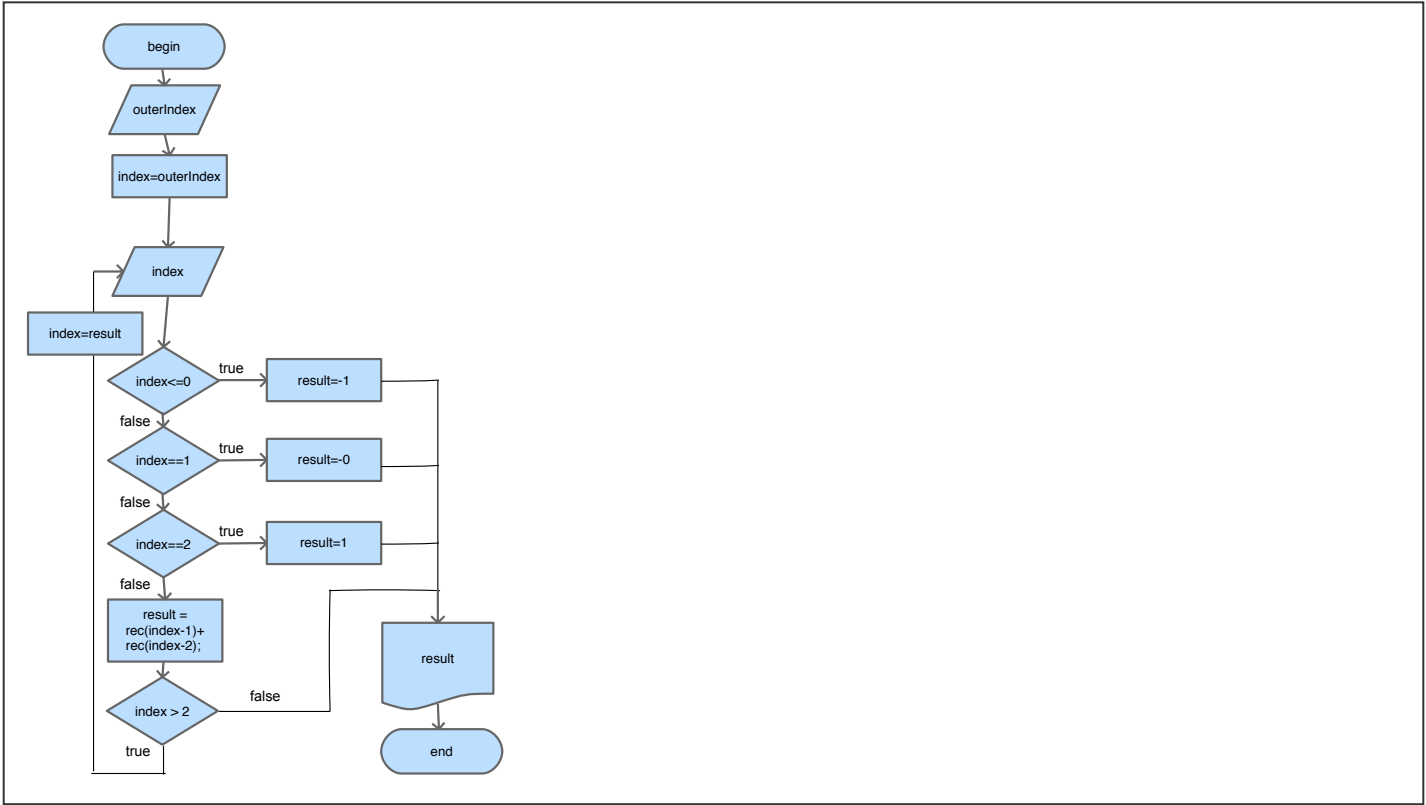 begin
outerIndex
index=outerIndex
index
index=result
index<=0
true
result=-1
false
index==1
true
result=-0
false
index==2
true
result=1
false
result =
rec(index-1)+
rec(index-2);
result
index > 2
false
true
end